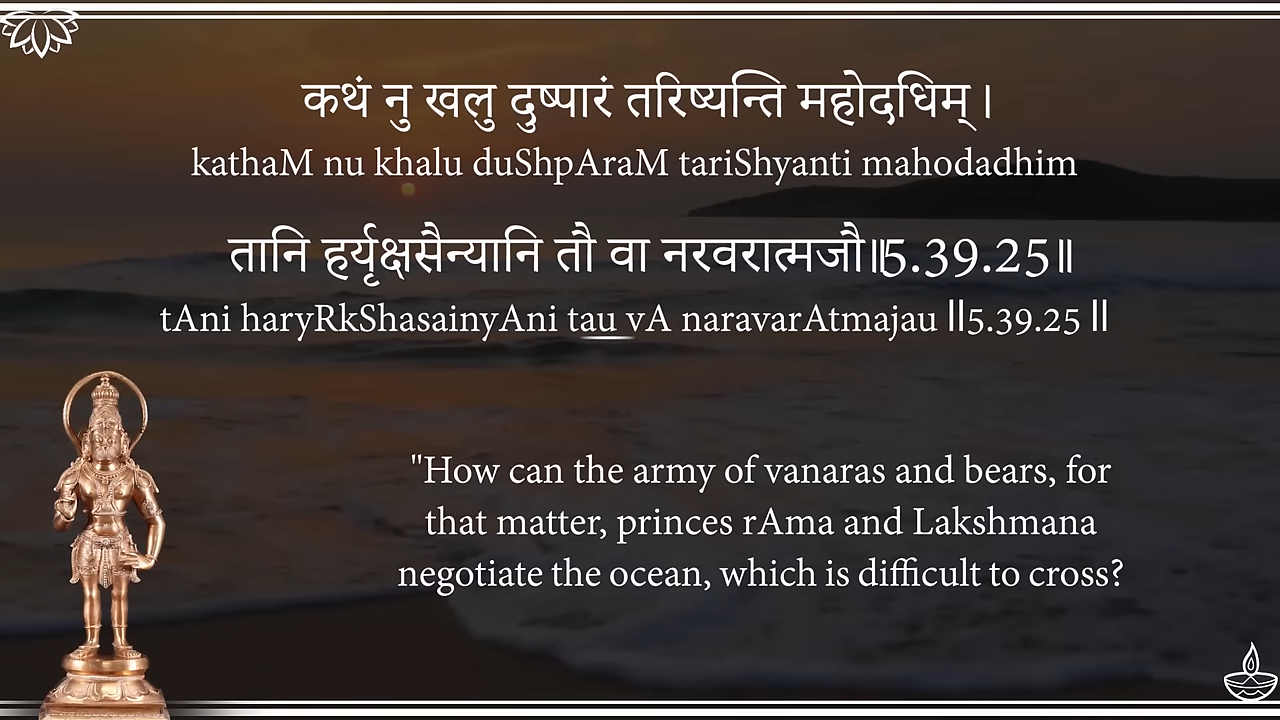 कथं नु खलु दुष्पारं तरिष्यन्ति महोदधिम् ।
kathaM nu khalu duShpAraM tariShyanti mahodadhim
तानि हर्यृक्षसैन्यानि तौ वा नरवरात्मजौ॥5.39.25॥
tAni haryRkShasainyAni tau vA naravarAtmajau ॥5.39.25 ॥
"How can the army of vanaras and bears, for
that matter, princes rAma and Lakshmana
negotiate the ocean, which is difficult to cross?